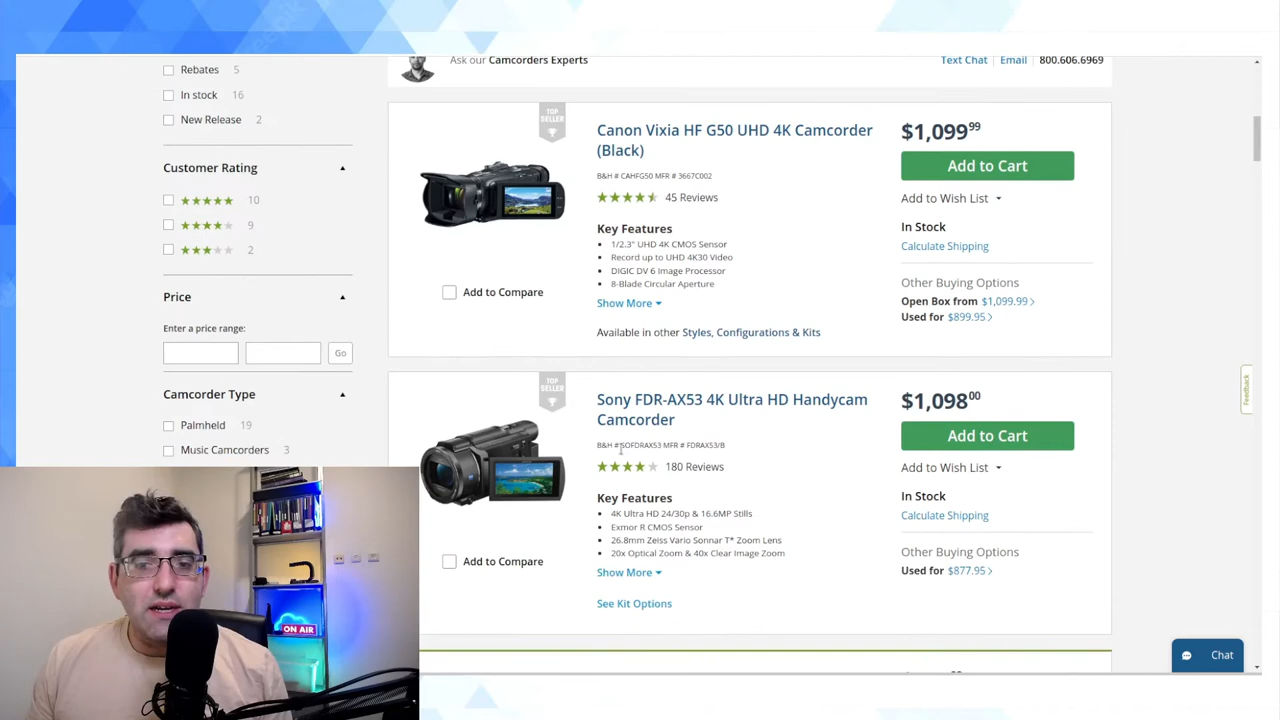 Ask our Camcorders Experts
Text Chat | Email | 800.606.6969
Rebates 5
In stock 16
New Release 2
Customer Rating
10
9
2
Price
Enter a price range:
Go
Camcorder Type
Palmheld 19
Music Camcorders 3
TOP SELLER
Canon Vixia HF G50 UHD 4K Camcorder
(Black)
B&H # CAHFG50 MFR # 3667C002
45 Reviews
Key Features
1/2.3" UHD 4K CMOS Sensor
Record up to UHD 4K30 Video
DIGIC DV 6 Image Processor
8-Blade Circular Aperture
Show More
Available in other Styles, Configurations & Kits
Add to Compare
$1,099 99
Add to Cart
Add to Wish List
In Stock
Calculate Shipping
Other Buying Options
Open Box from $1,099.99
Used for $899.95
TOP SELLER
Sony FDR-AX53 4K Ultra HD Handycam
Camcorder
B&H # SOFDRAX53 MFR # FDRAX53/B
180 Reviews
Key Features
4K Ultra HD 24/30p & 16.6MP Stills
Exmor R CMOS Sensor
26.8mm Zeiss Vario Sonnar T* Zoom Lens
20x Optical Zoom & 40x Clear Image Zoom
Show More
See Kit Options
Add to Compare
$1,098 00
Add to Cart
Add to Wish List
In Stock
Calculate Shipping
Other Buying Options
Used for $877.95
Feedback
Chat
ON AIR